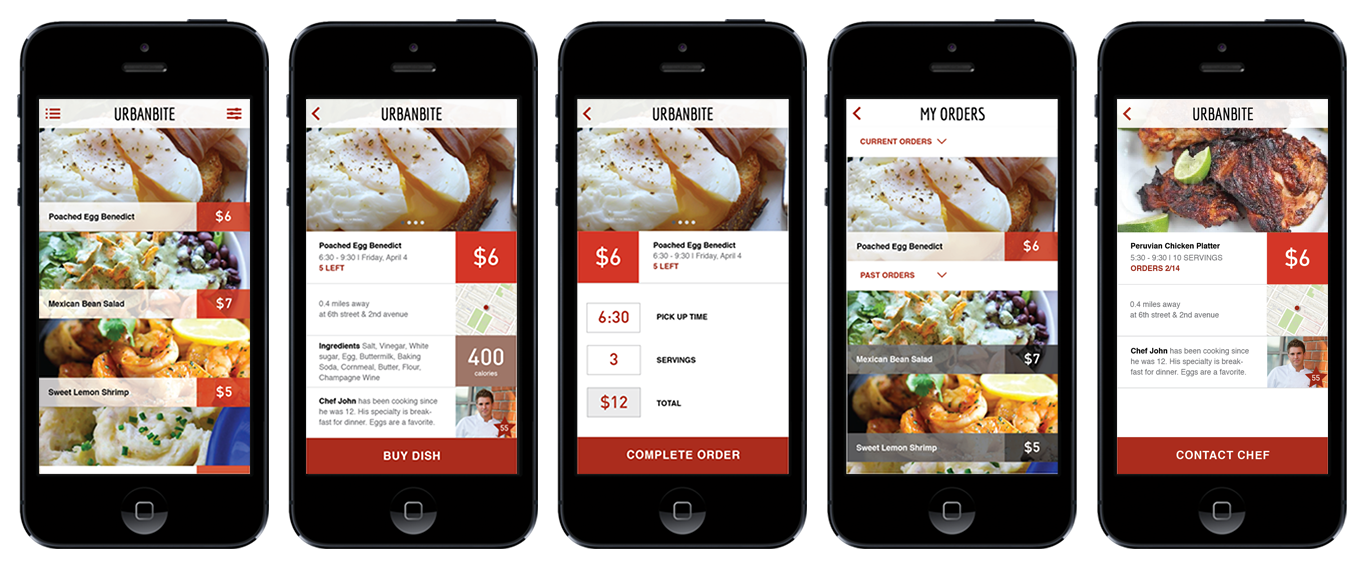 URBANBITE
Poached Egg Benedict
$6
Mexican Bean Salad
$7
Sweet Lemon Shrimp
$5
URBANBITE
Poached Egg Benedict
6:30 - 9:30 | Friday, April 4
5 LEFT
$6
0.4 miles away
at 6th street & 2nd avenue
Ingredients Salt, Vinegar, White
sugar, Egg, Buttermilk, Baking
Soda, Cornmeal, Butter, Flour,
Champagne Wine
400
calories
Chef John has been cooking since
he was 12. His specialty is break-
fast for dinner. Eggs are a favorite.
55
BUY DISH
URBANBITE
$6
Poached Egg Benedict
6:30 - 9:30 | Friday, April 4
5 LEFT
6:30
PICK UP TIME
3
SERVINGS
$12
TOTAL
COMPLETE ORDER
MY ORDERS
CURRENT ORDERS
Poached Egg Benedict
$6
PAST ORDERS
Mexican Bean Salad
$7
Sweet Lemon Shrimp
$5
URBANBITE
Peruvian Chicken Platter
5:30 - 9:30 | 10 SERVINGS
ORDERS 2/14
$6
0.4 miles away
at 6th street & 2nd avenue
Chef John has been cooking since
he was 12. His specialty is break-
fast for dinner. Eggs are a favorite.
55
CONTACT CHEF